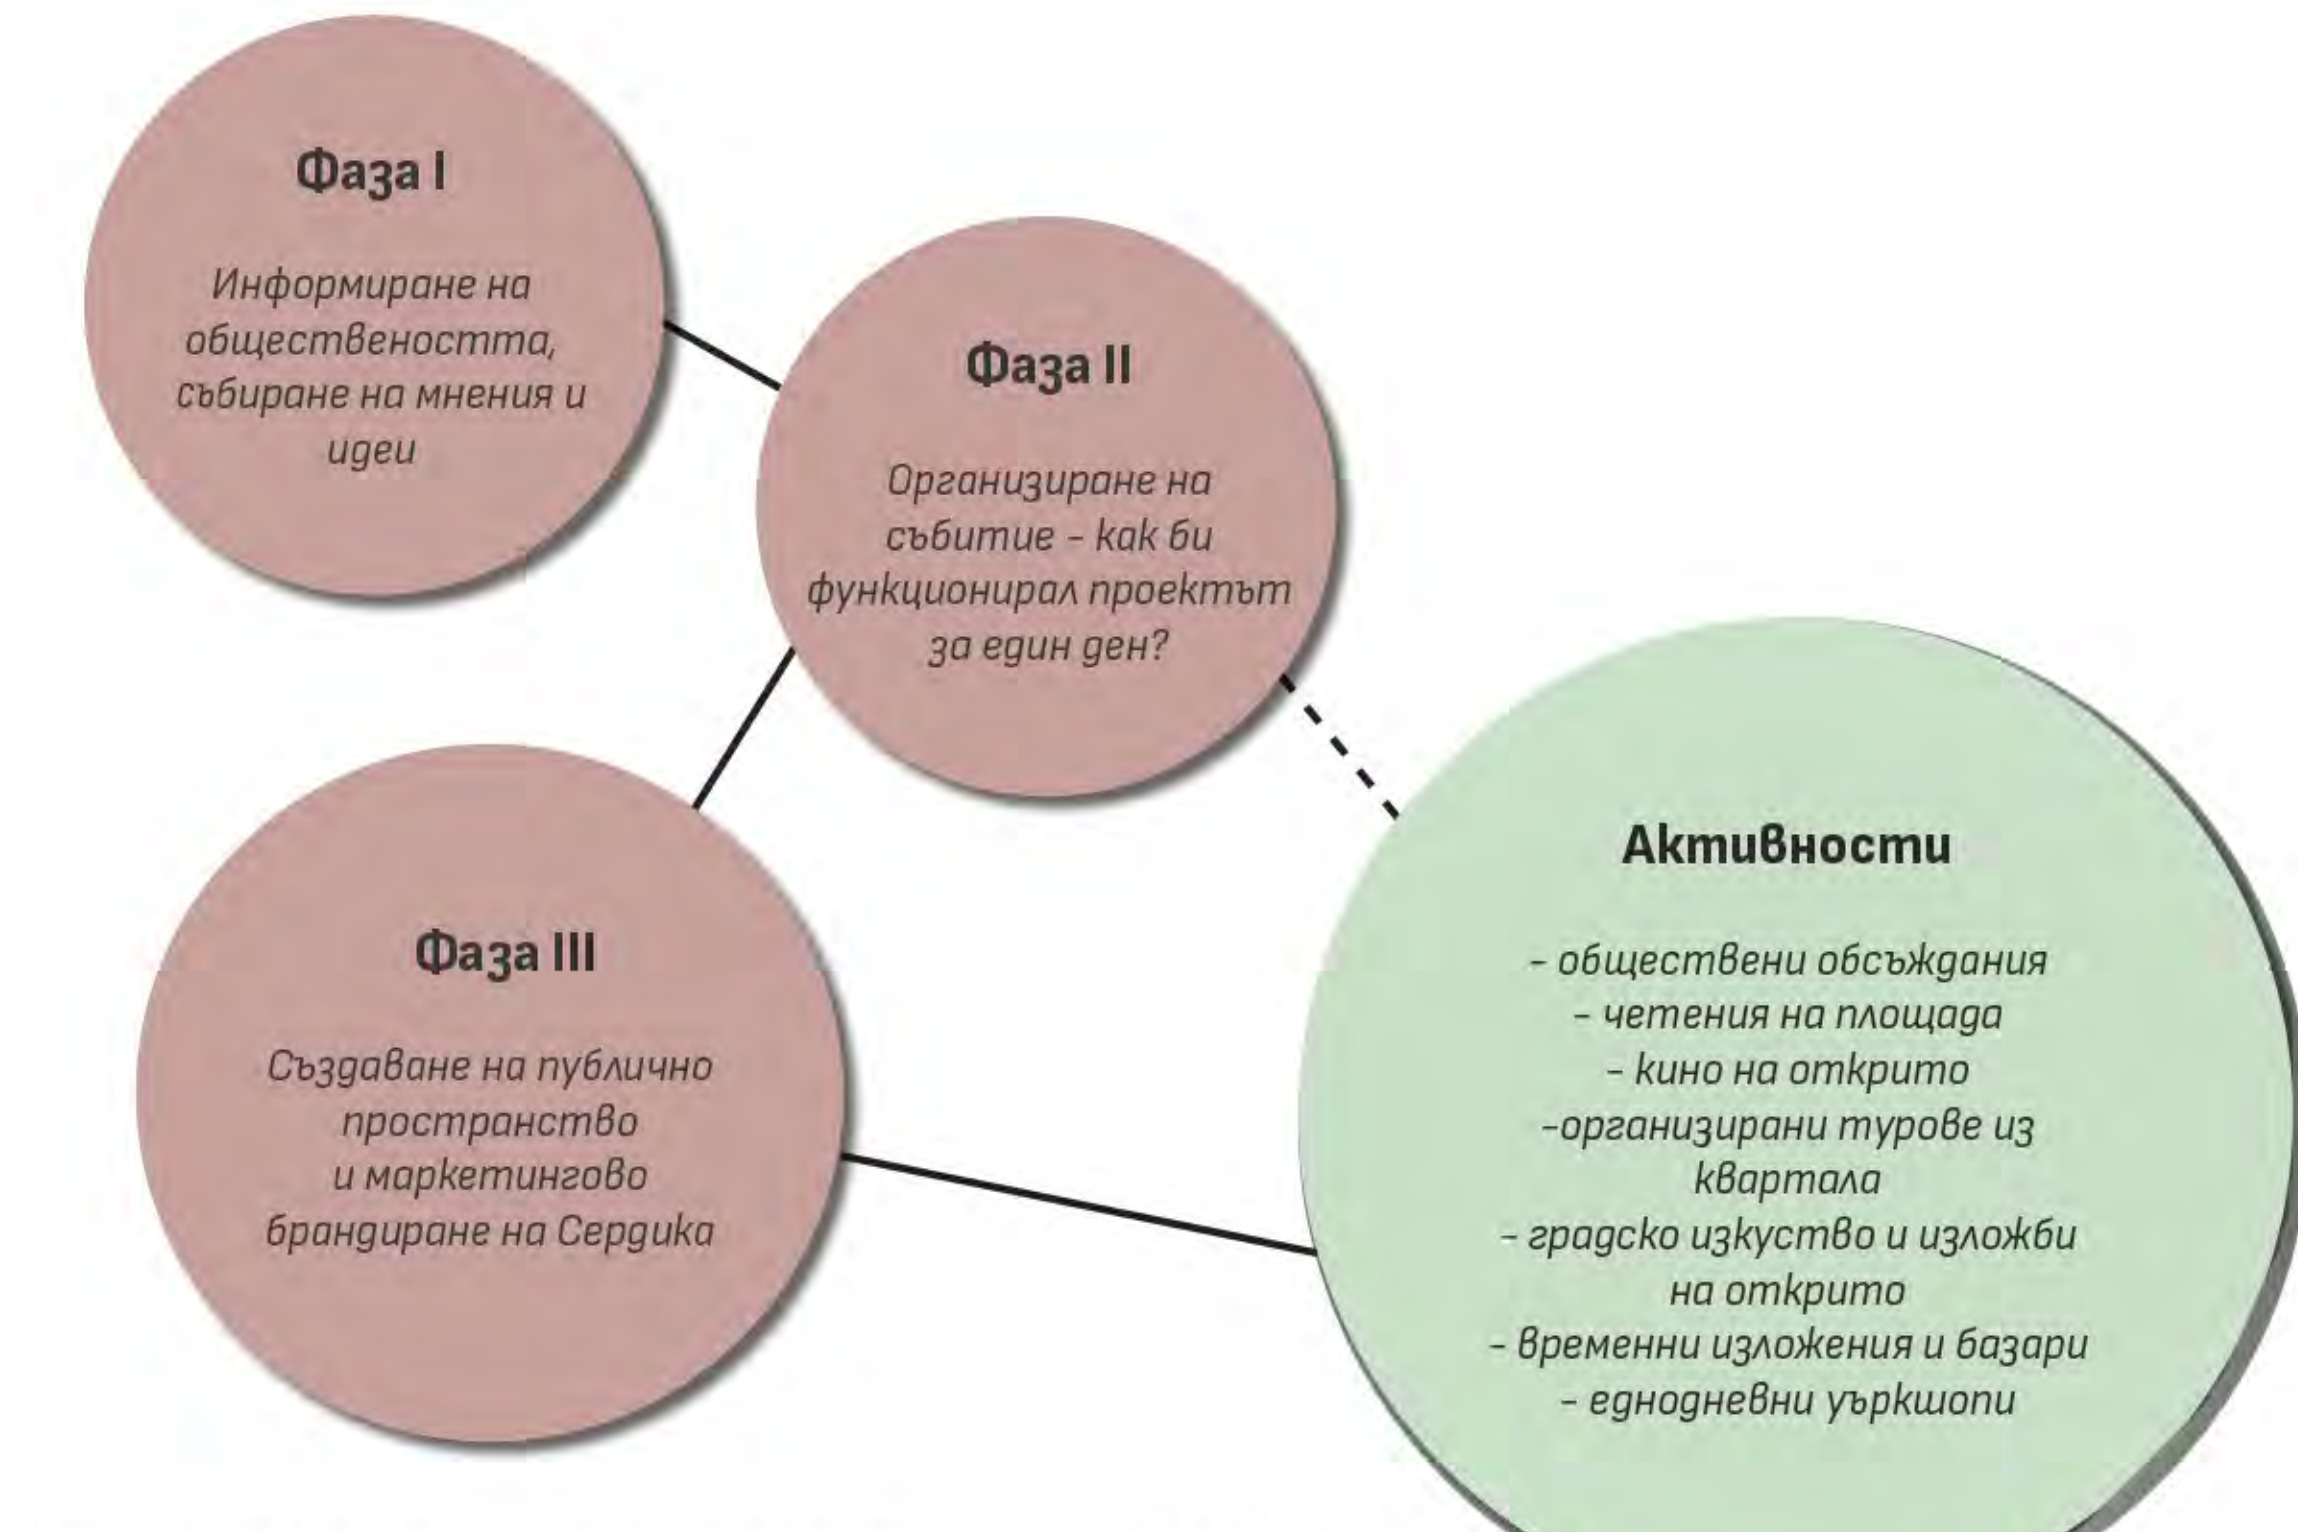 Фаза I
Информиране на
обществеността,
събиране на мнения и
идеи
Фаза II
Организиране на
събитие - как би
функционирал проектът
за един ден?
Фаза III
Създаване на публично
пространство
и маркетингово
брандиране на Сердика
Активности
- обществени обсъждания
- четения на площада
- кино на открито
-организирани турове из
квартала
- градско изкуство и изложби
на открито
- временни изложения и базари
- еднодневни уъркшопи